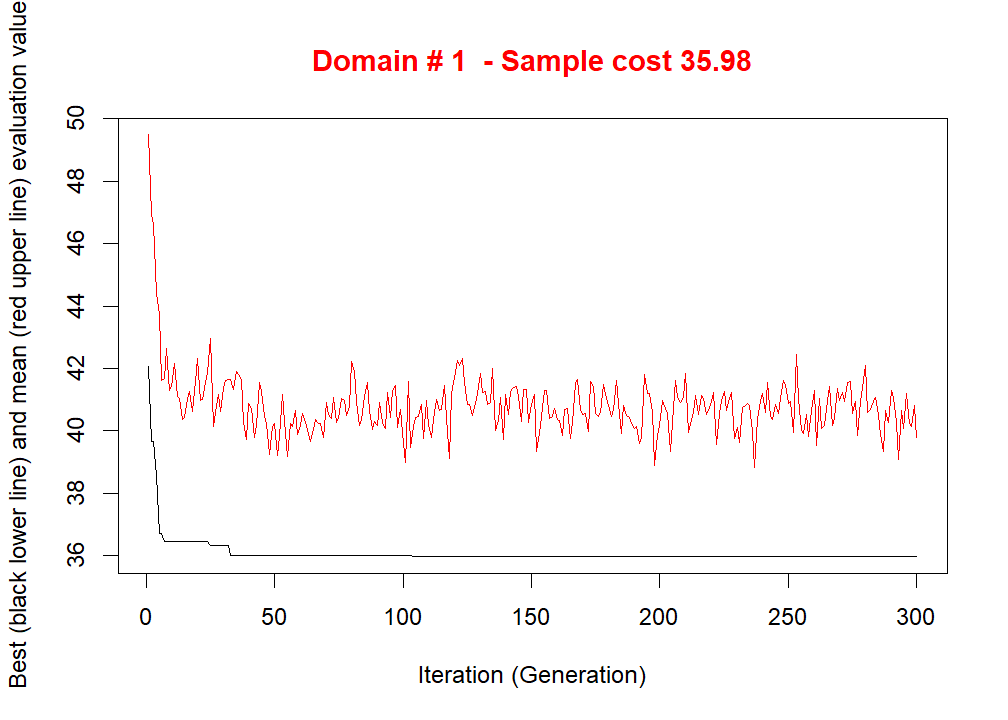 Domain # 1  - Sample cost 35.98
Best (black lower line) and mean (red upper line) evaluation value
50
48
46
44
42
40
38
36
0 50 100 150 200 250 300
Iteration (Generation)